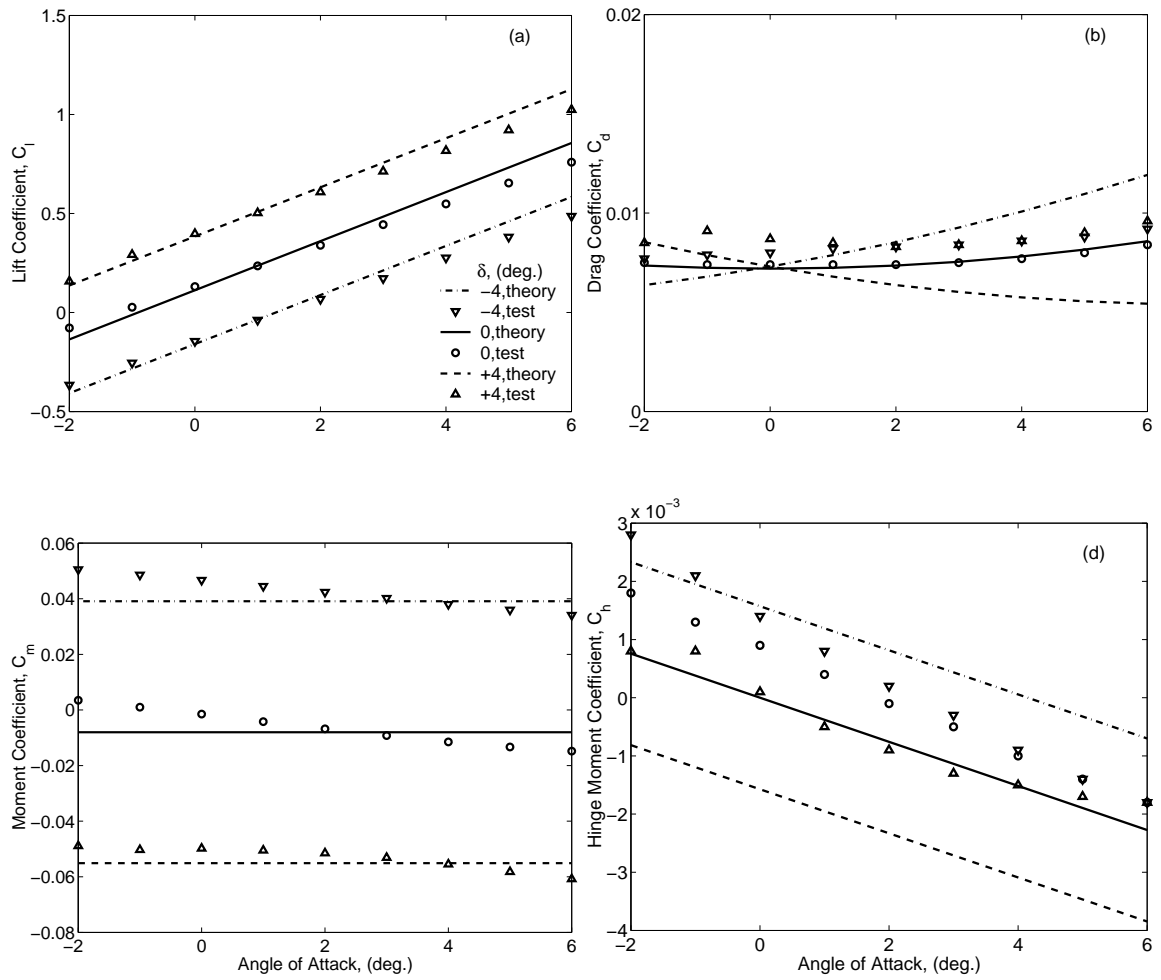 1.5
1
0.5
0
−0.5
−2
0
2
4
6
Lift Coefficient, C_l
(a)
δ, (deg.)
−4,theory
−4,test
0,theory
0,test
+4,theory
+4,test
0.02
0.01
0
−2
0
2
4
6
Drag Coefficient, C_d
(b)
0.06
0.04
0.02
0
−0.02
−0.04
−0.06
−0.08
−2
0
2
4
6
Moment Coefficient, C_m
Angle of Attack, (deg.)
x 10^−3
3
2
1
0
−1
−2
−3
−4
−2
0
2
4
6
Hinge Moment Coefficient, C_h
(d)
Angle of Attack, (deg.)